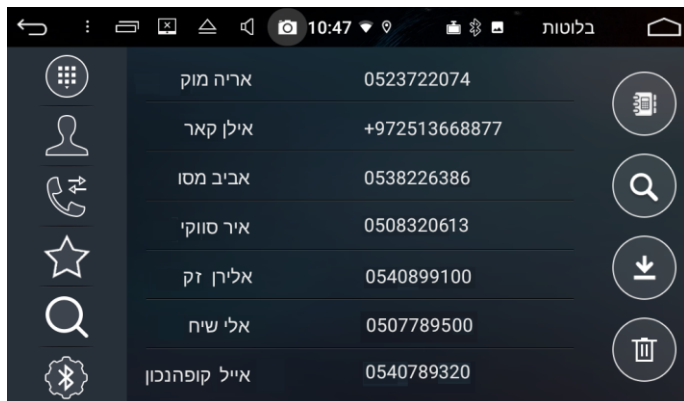 10:47 בלוטות
אריה מוק 0523722074
אילן קאר +972513668877
אביב מסו 0538226386
איר סווקי 0508320613
אלירן זק 0540899100
אלי שיח 0507789500
אייל קופהנכון 0540789320